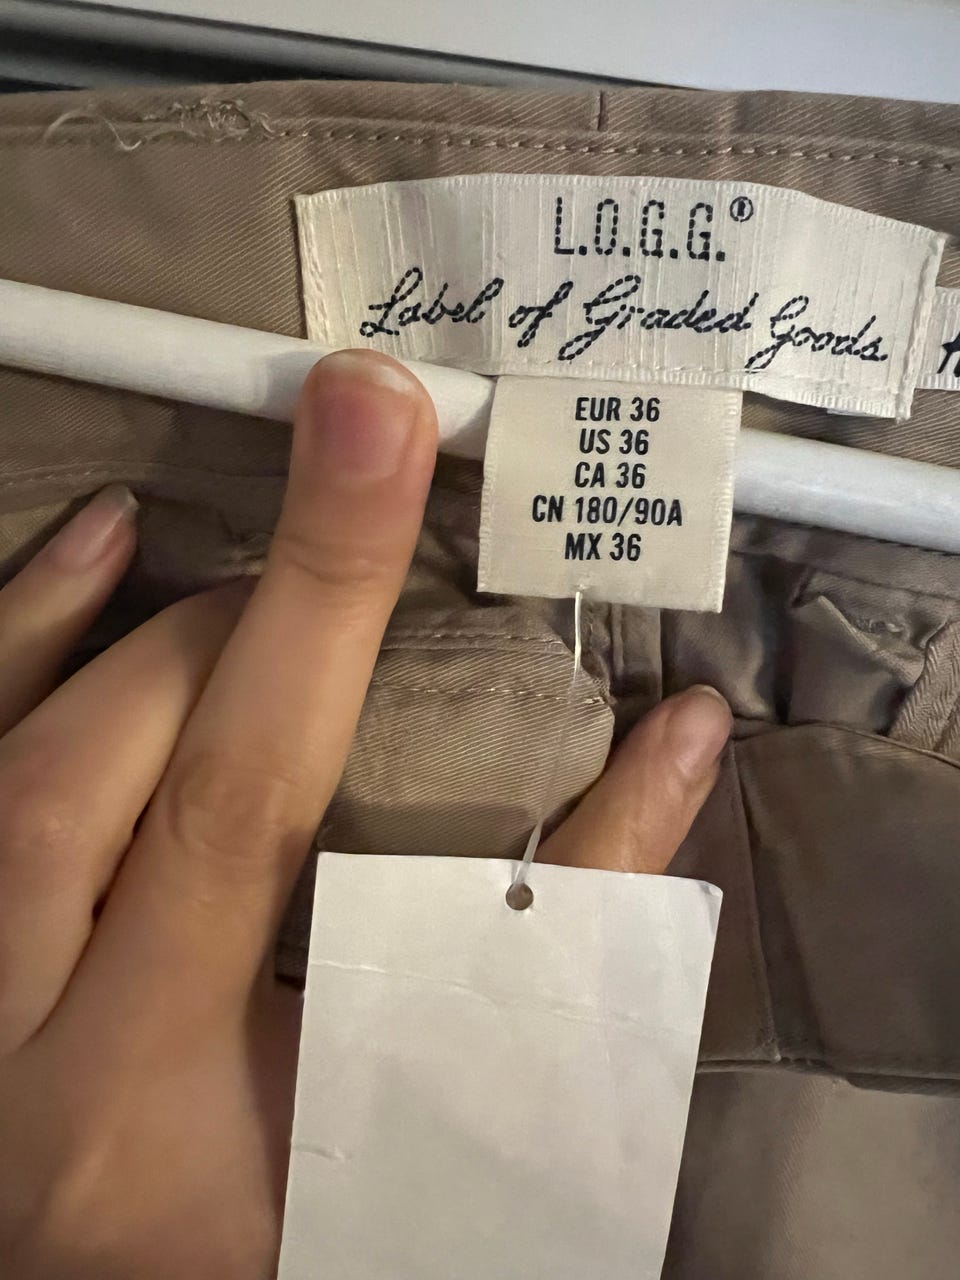 L.O.G.G.®
Label of Graded Goods
EUR 36
US 36
CA 36
CN 180/90A
MX 36